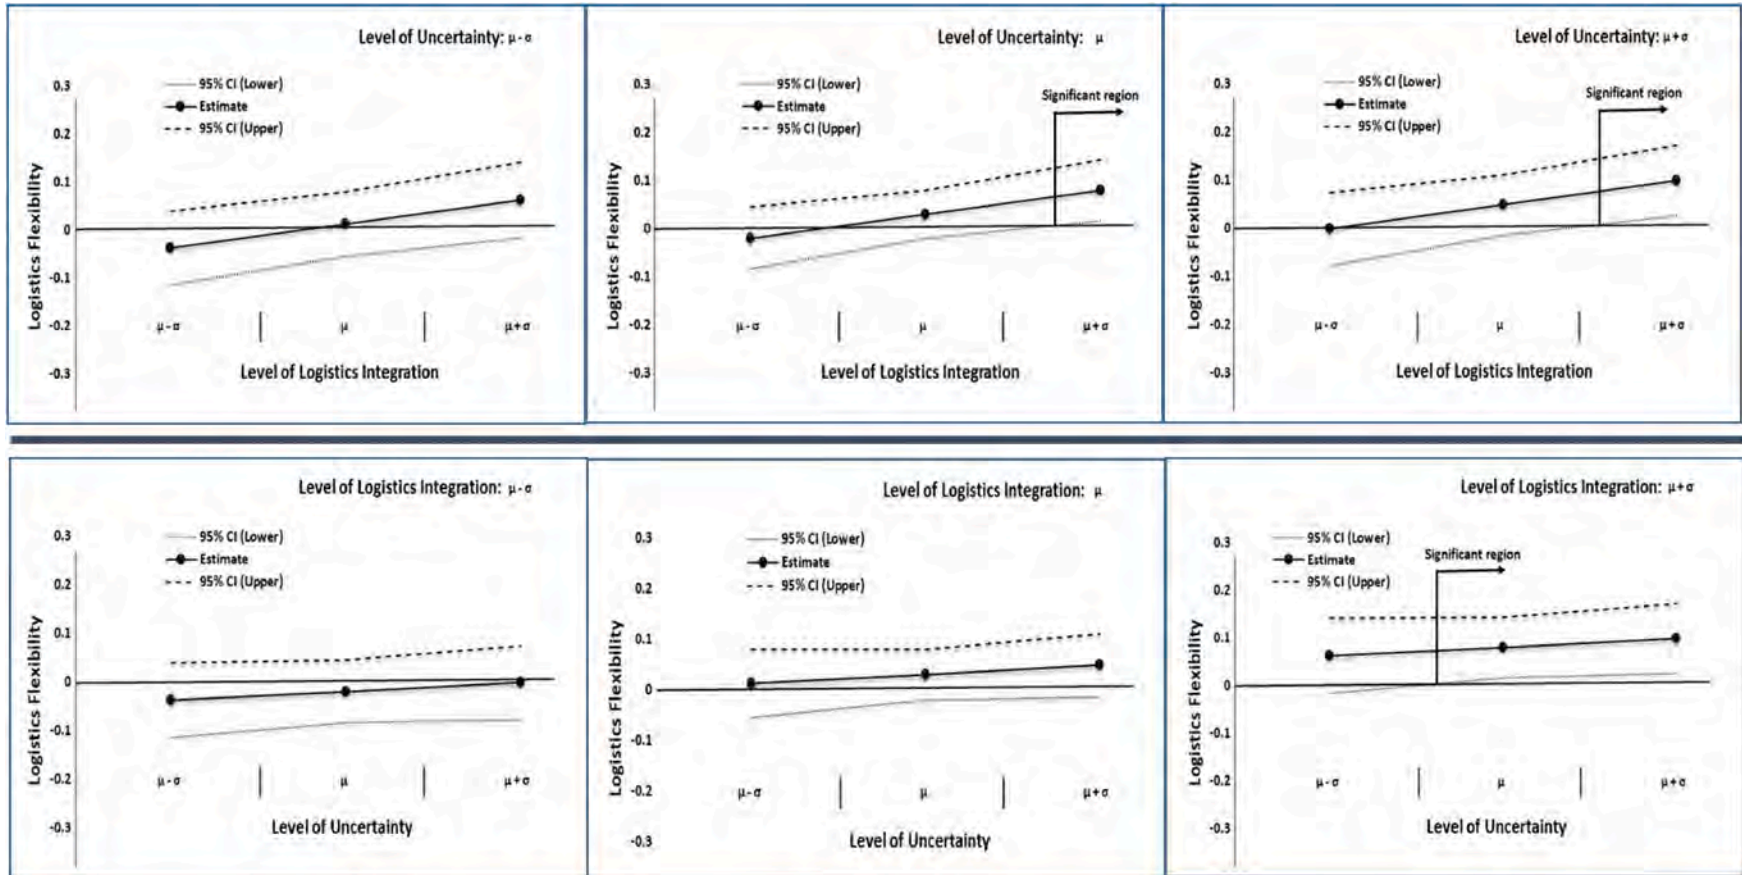 Level of Uncertainty: μ - σ
0.3
0.2
0.1
0
-0.1
-0.2
-0.3
Logistics Flexibility
95% CI (Lower)
Estimate
95% CI (Upper)
μ - σ
μ
μ + σ
Level of Logistics Integration
Level of Uncertainty: μ
0.3
0.2
0.1
0
-0.1
-0.2
-0.3
Logistics Flexibility
95% CI (Lower)
Estimate
95% CI (Upper)
Significant region
μ - σ
μ
μ + σ
Level of Logistics Integration
Level of Uncertainty: μ + σ
0.3
0.2
0.1
0
-0.1
-0.2
-0.3
Logistics Flexibility
95% CI (Lower)
Estimate
95% CI (Upper)
Significant region
μ - σ
μ
μ + σ
Level of Logistics Integration
Level of Logistics Integration: μ - σ
0.3
0.2
0.1
0
-0.1
-0.2
-0.3
Logistics Flexibility
95% CI (Lower)
Estimate
95% CI (Upper)
μ - σ
μ
μ + σ
Level of Uncertainty
Level of Logistics Integration: μ
0.3
0.2
0.1
0
-0.1
-0.2
-0.3
Logistics Flexibility
95% CI (Lower)
Estimate
95% CI (Upper)
μ - σ
μ
μ + σ
Level of Uncertainty
Level of Logistics Integration: μ + σ
0.3
0.2
0.1
0
-0.1
-0.2
-0.3
Logistics Flexibility
95% CI (Lower)
Estimate
95% CI (Upper)
Significant region
μ - σ
μ
μ + σ
Level of Uncertainty